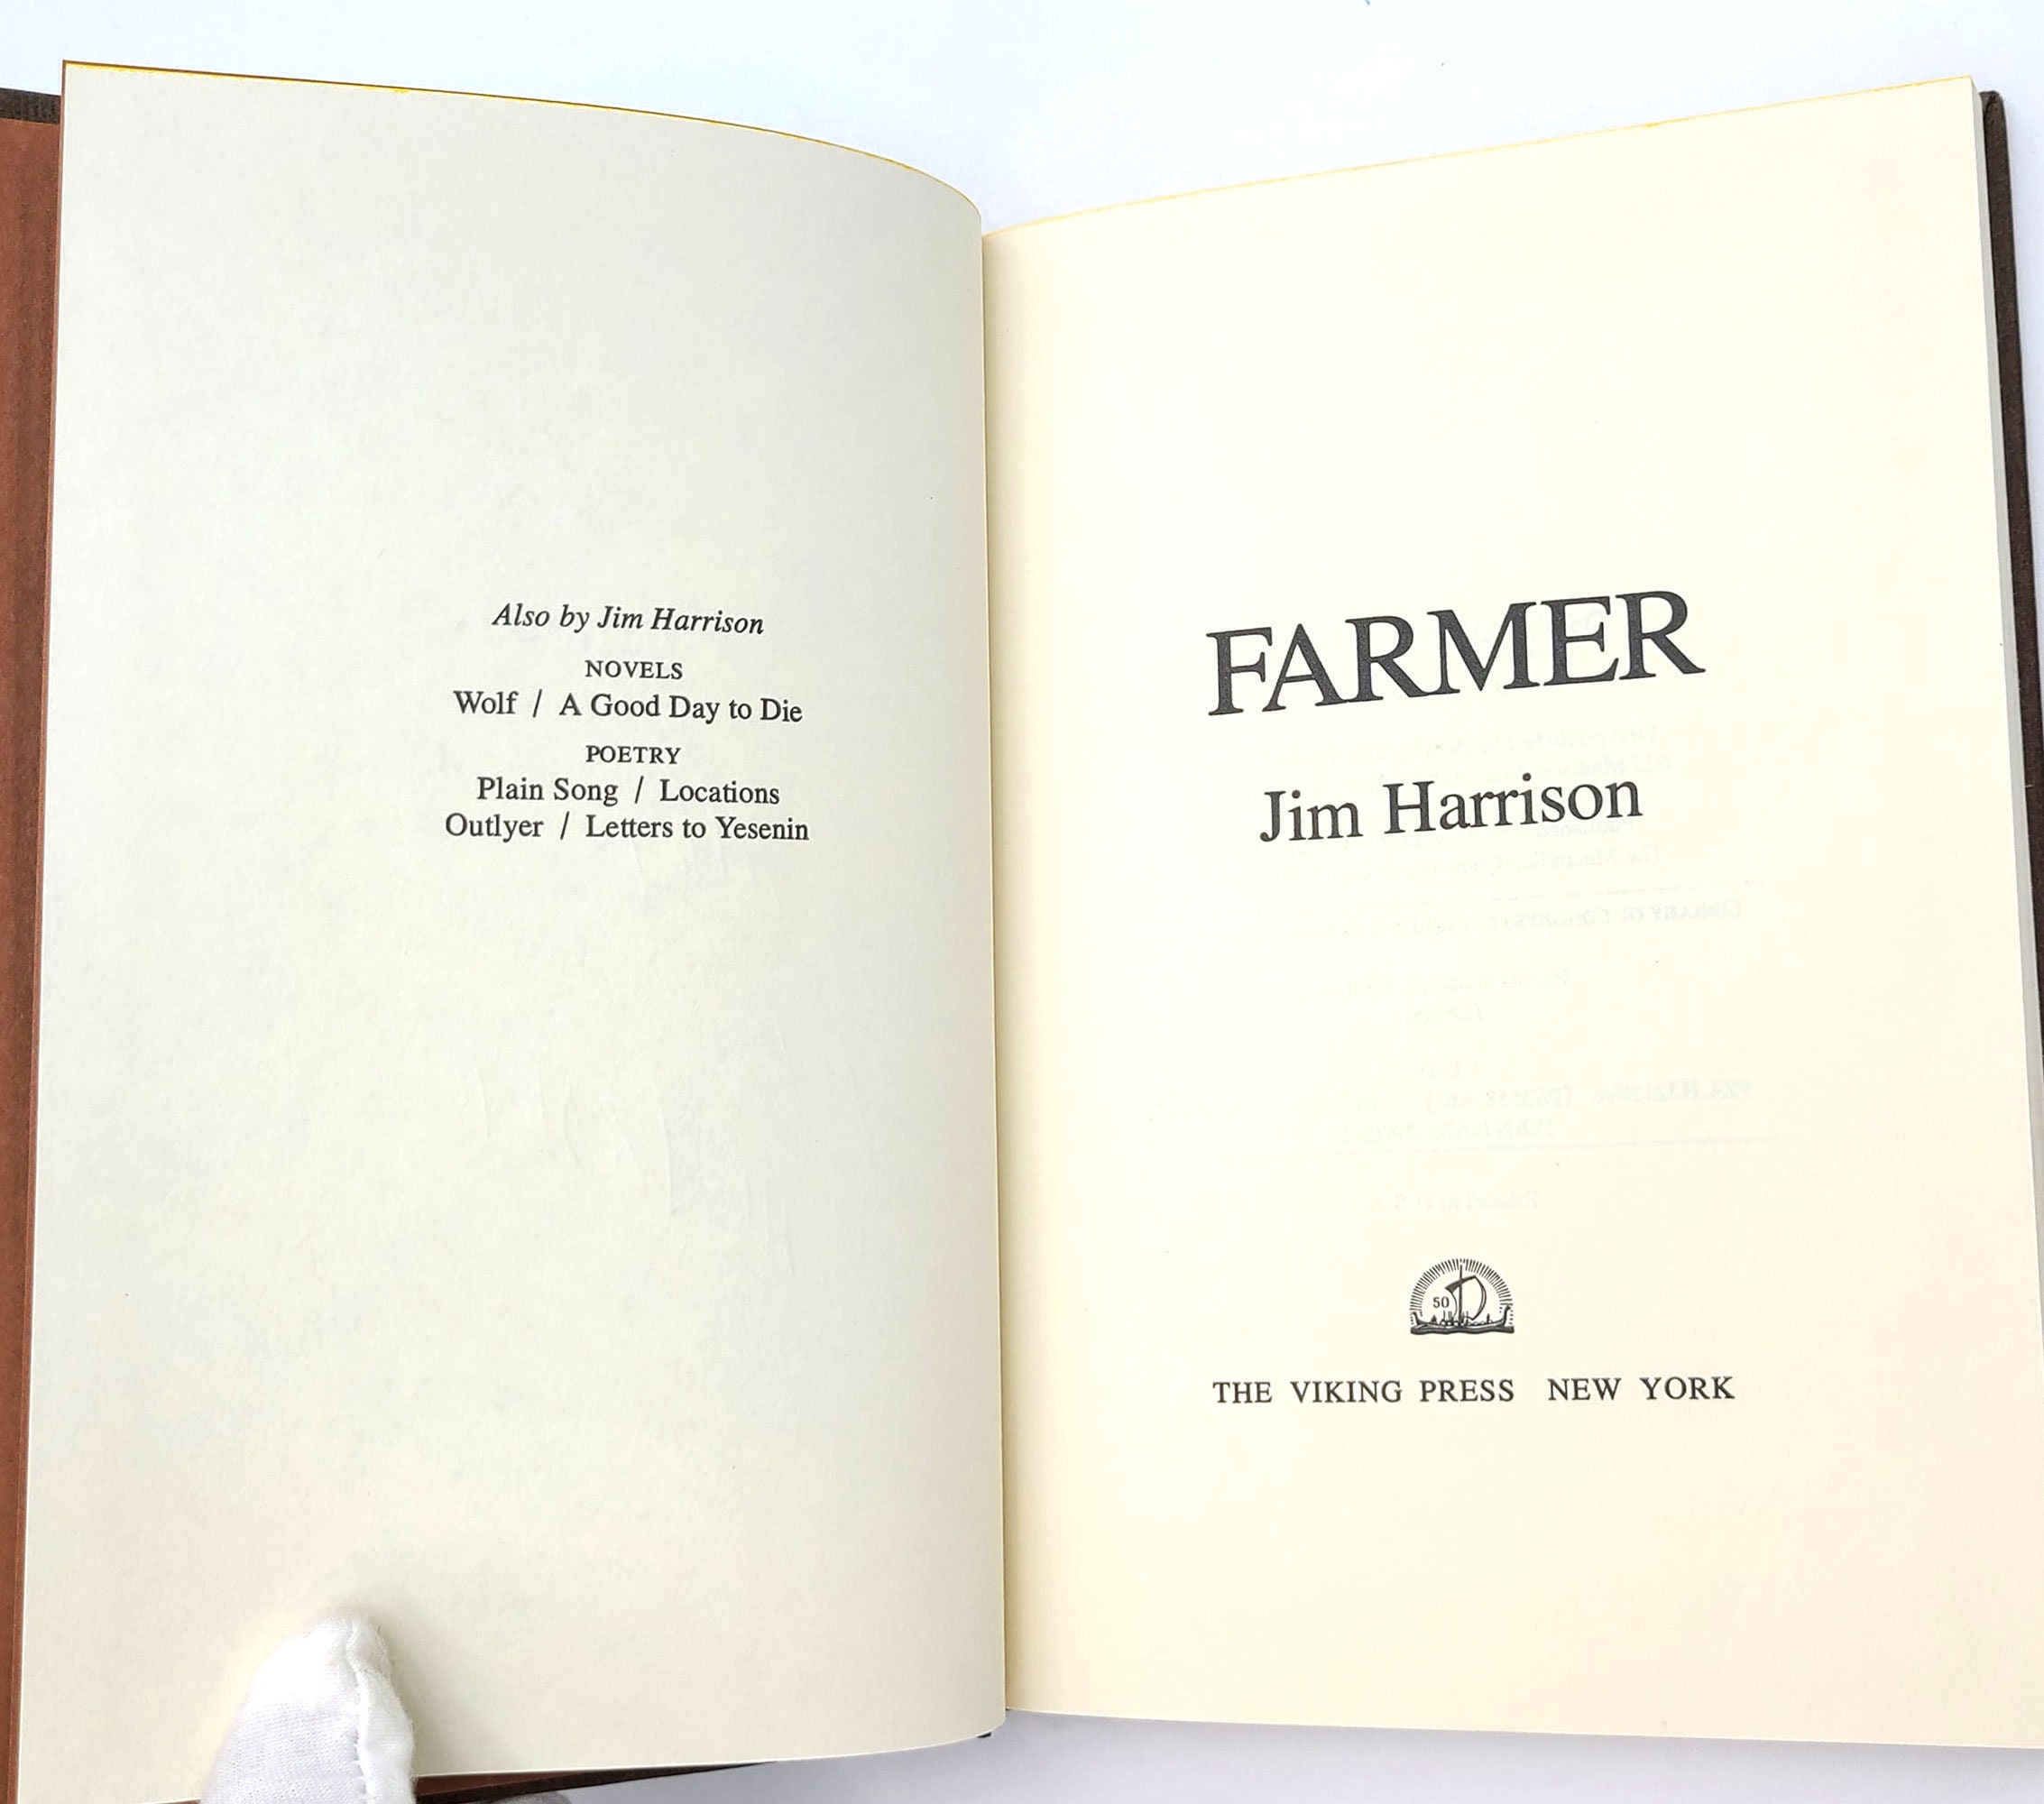 Also by Jim Harrison
NOVELS
Wolf / A Good Day to Die
POETRY
Plain Song / Locations
Outlyer / Letters to Yesenin
FARMER
Jim Harrison
50
THE VIKING PRESS NEW YORK